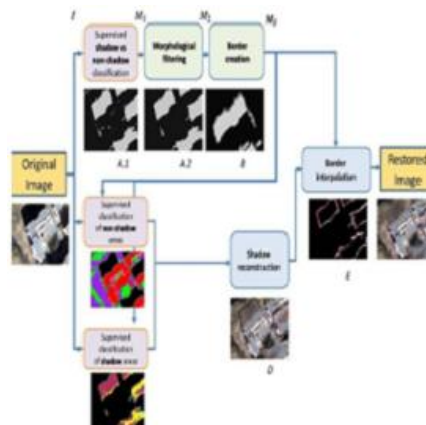 I M₁ M₂ M₃
Supervised
shadow vs
non-shadow
classification
Morphological
filtering
Border
creation
A.1 A.2 B
Original
Image
Border
interpolation
Restored
Image
Supervised
classification
of non-shadow
areas
Shadow
reconstruction
E
D
Supervised
classification
of shadow areas